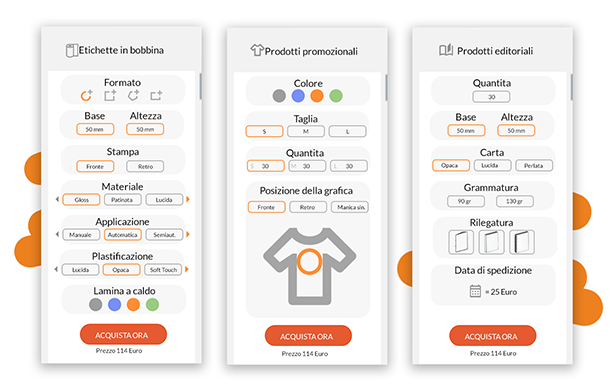 Etichette in bobbina
Formato
Base Altezza
50 mm 50 mm
Stampa
Fronte Retro
Materiale
Gloss Patinata Lucida
Applicazione
Manuale Automatica Semiaut.
Plastificazione
Lucida Opaca Soft Touch
Lamina a caldo
ACQUISTA ORA
Prezzo 114 Euro
Prodotti promozionali
Colore
Taglia
S M L
Quantita
S 30 M 30 L 30
Posizione della grafica
Fronte Retro Manica sin.
ACQUISTA ORA
Prezzo 114 Euro
Prodotti editoriali
Quantita
30
Base Altezza
50 mm 50 mm
Carta
Opaca Lucida Perlata
Grammatura
90 gr 130 gr
Rilegatura
Data di spedizione
= 25 Euro
ACQUISTA ORA
Prezzo 114 Euro